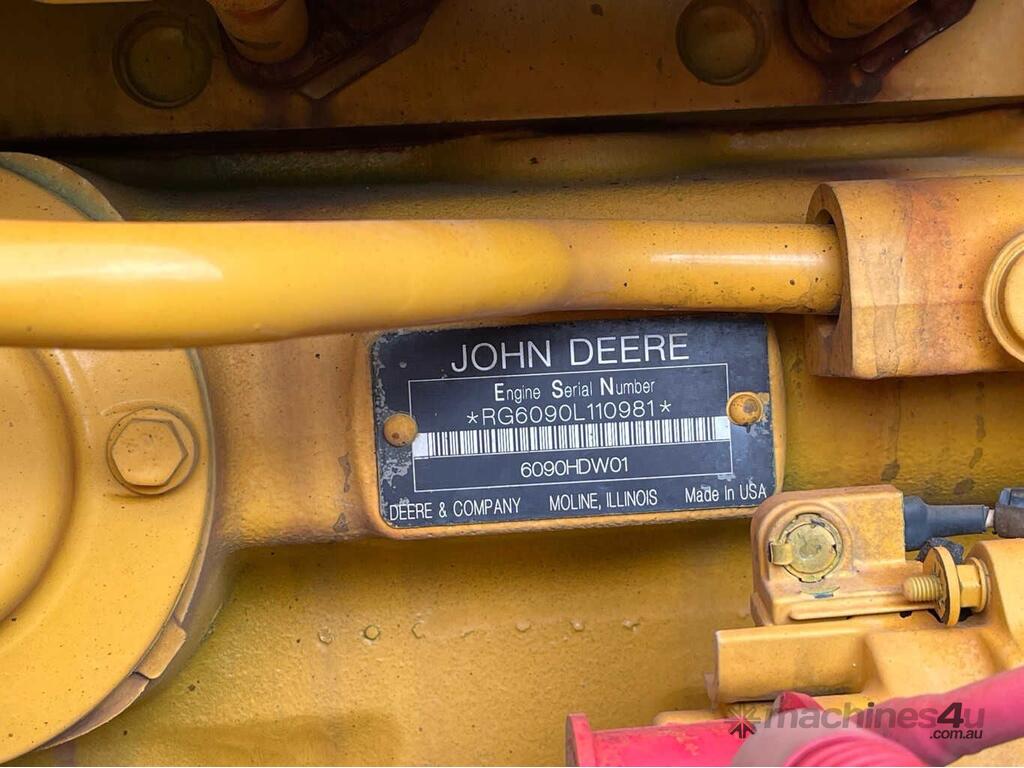 JOHN DEERE
Engine Serial Number
*RG6090L110981*
6090HDW01
DEERE & COMPANY MOLINE, ILLINOIS Made In USA
machines4u
.com.au